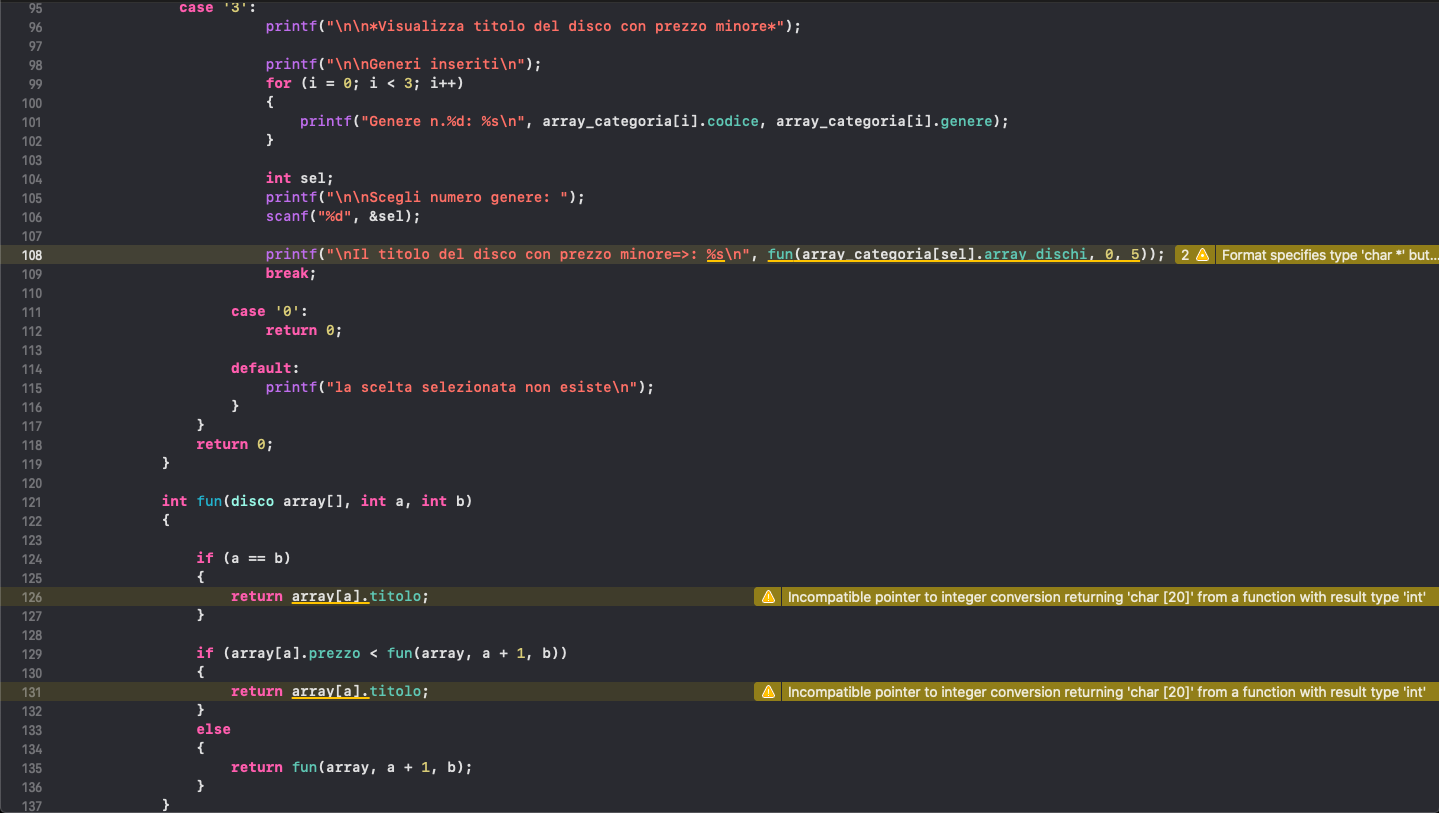 95 case '3':
96 printf("\n\n*Visualizza titolo del disco con prezzo minore*");
97
98 printf("\n\nGeneri inseriti\n");
99 for (i = 0; i < 3; i++)
100 {
101 printf("Genere n.%d: %s\n", array_categoria[i].codice, array_categoria[i].genere);
102 }
103
104 int sel;
105 printf("\n\nScegli numero genere: ");
106 scanf("%d", &sel);
107
108 printf("\nIl titolo del disco con prezzo minore=>: %s\n", fun(array_categoria[sel].array_dischi, 0, 5)); 2 Format specifies type 'char *' but...
109 break;
110
111 case '0':
112 return 0;
113
114 default:
115 printf("la scelta selezionata non esiste\n");
116 }
117 }
118 return 0;
119 }
120
121 int fun(disco array[], int a, int b)
122 {
123
124 if (a == b)
125 {
126 return array[a].titolo; Incompatible pointer to integer conversion returning 'char [20]' from a function with result type 'int'
127 }
128
129 if (array[a].prezzo < fun(array, a + 1, b))
130 {
131 return array[a].titolo; Incompatible pointer to integer conversion returning 'char [20]' from a function with result type 'int'
132 }
133 else
134 {
135 return fun(array, a + 1, b);
136 }
137 }